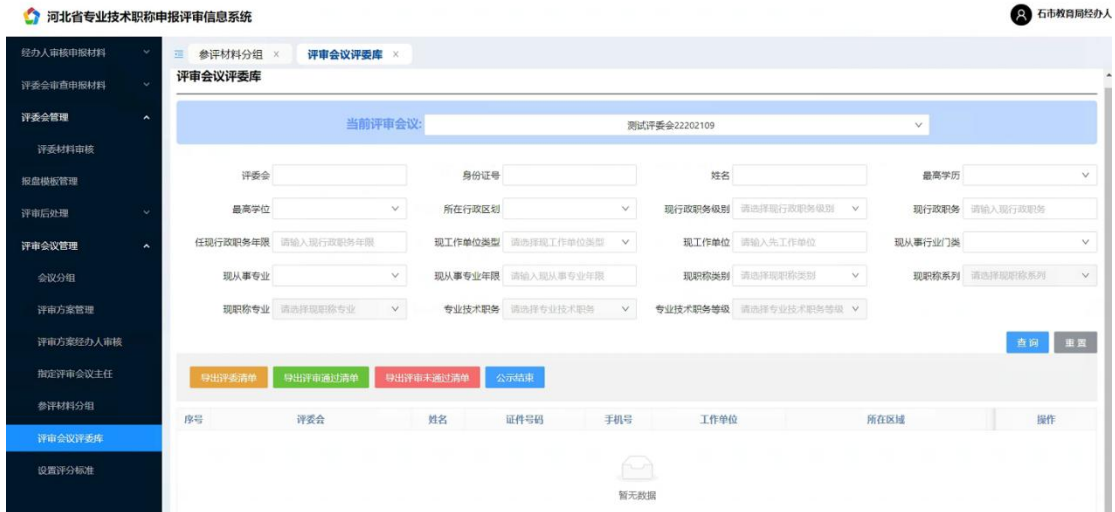 河北省专业技术职称申报评审信息系统
石市教育局经办人
经办人审核申报材料
评委会审查申报材料
评委会管理
评委材料审核
报盘模板管理
评审后处理
评审会议管理
会议分组
评审方案管理
评审方案经办人审核
指定评审会议主任
参评材料分组
评审会议评委库
设置评分标准
参评材料分组 ×
评审会议评委库 ×
评审会议评委库
当前评审会议: 测试评委会22202109
评委会 身份证号 姓名 最高学历
最高学位 所在行政区划 现行政职务级别 请选择现行政职务级别 现行政职务 请输入现行政职务
任现行政职务年限 请输入现行政职务年限 现工作单位类型 请选择现工作单位类型 现工作单位 请输入先工作单位 现从事行业门类
现从事专业 现从事专业年限 请输入现从事专业年限 现职称类别 请选择现职称类别 现职称系列 请选择现职称系列
现职称专业 请选择现职称专业 专业技术职务 请选择专业技术职务 专业技术职务等级 请选择专业技术职务等级
查询 重置
导出评委清单 导出评审通过清单 导出评审未通过清单 公示结束
序号 评委会 姓名 证件号码 手机号 工作单位 所在区域 操作
暂无数据